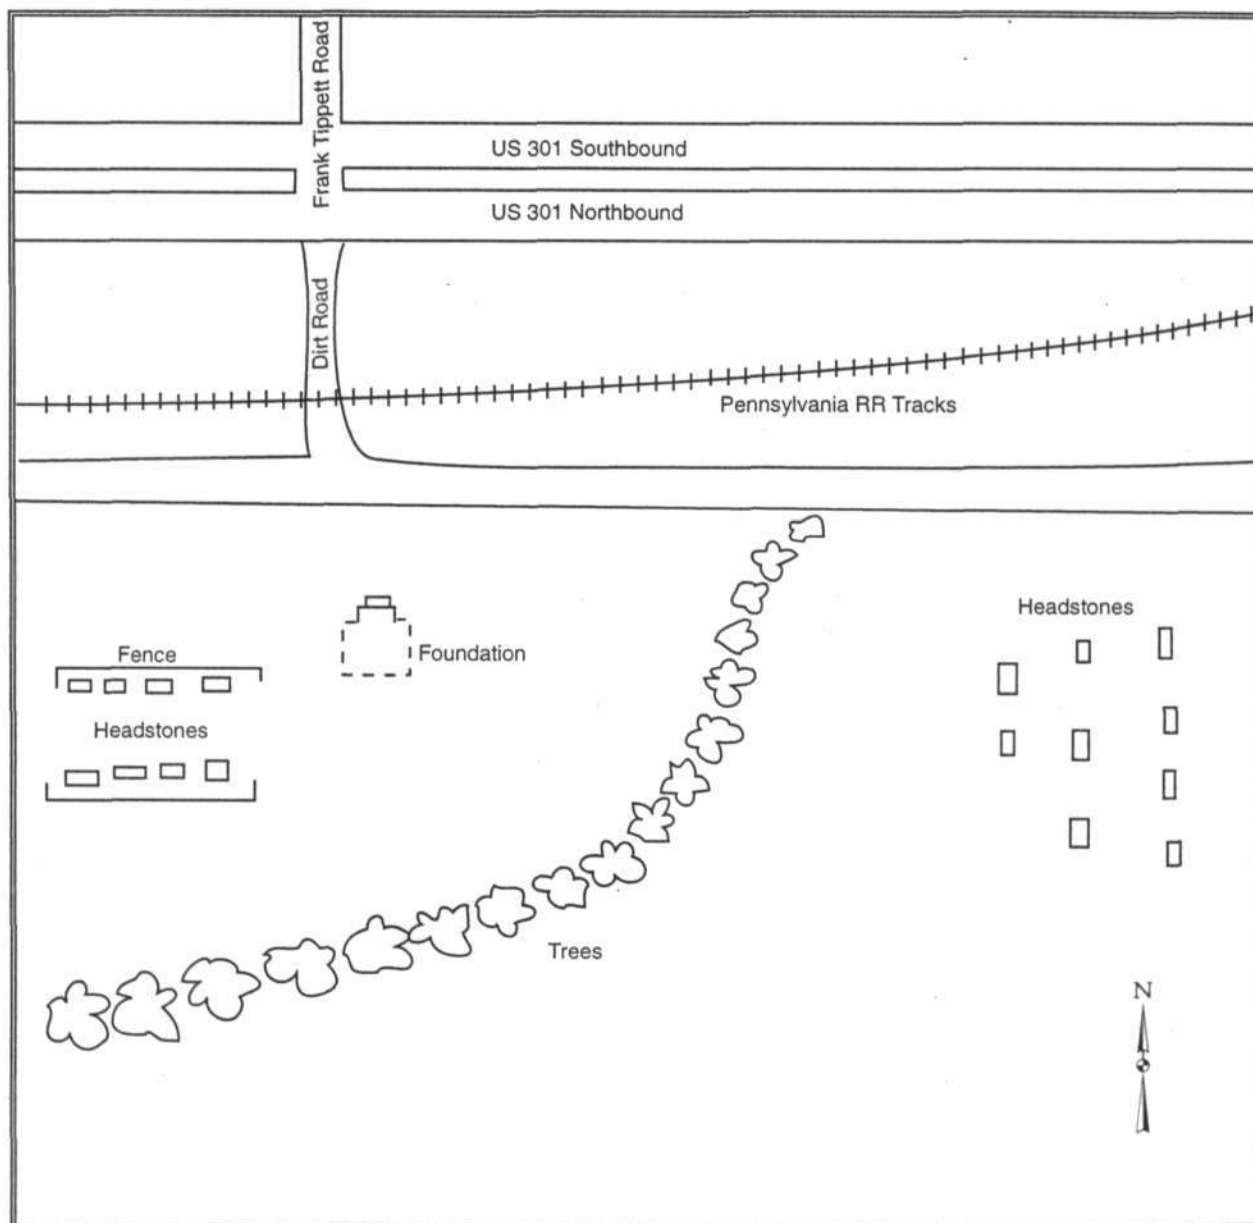 Frank Tippett Road
US 301 Southbound
US 301 Northbound
Dirt Road
Pennsylvania RR Tracks
Headstones
Fence
Foundation
Headstones
Trees
N